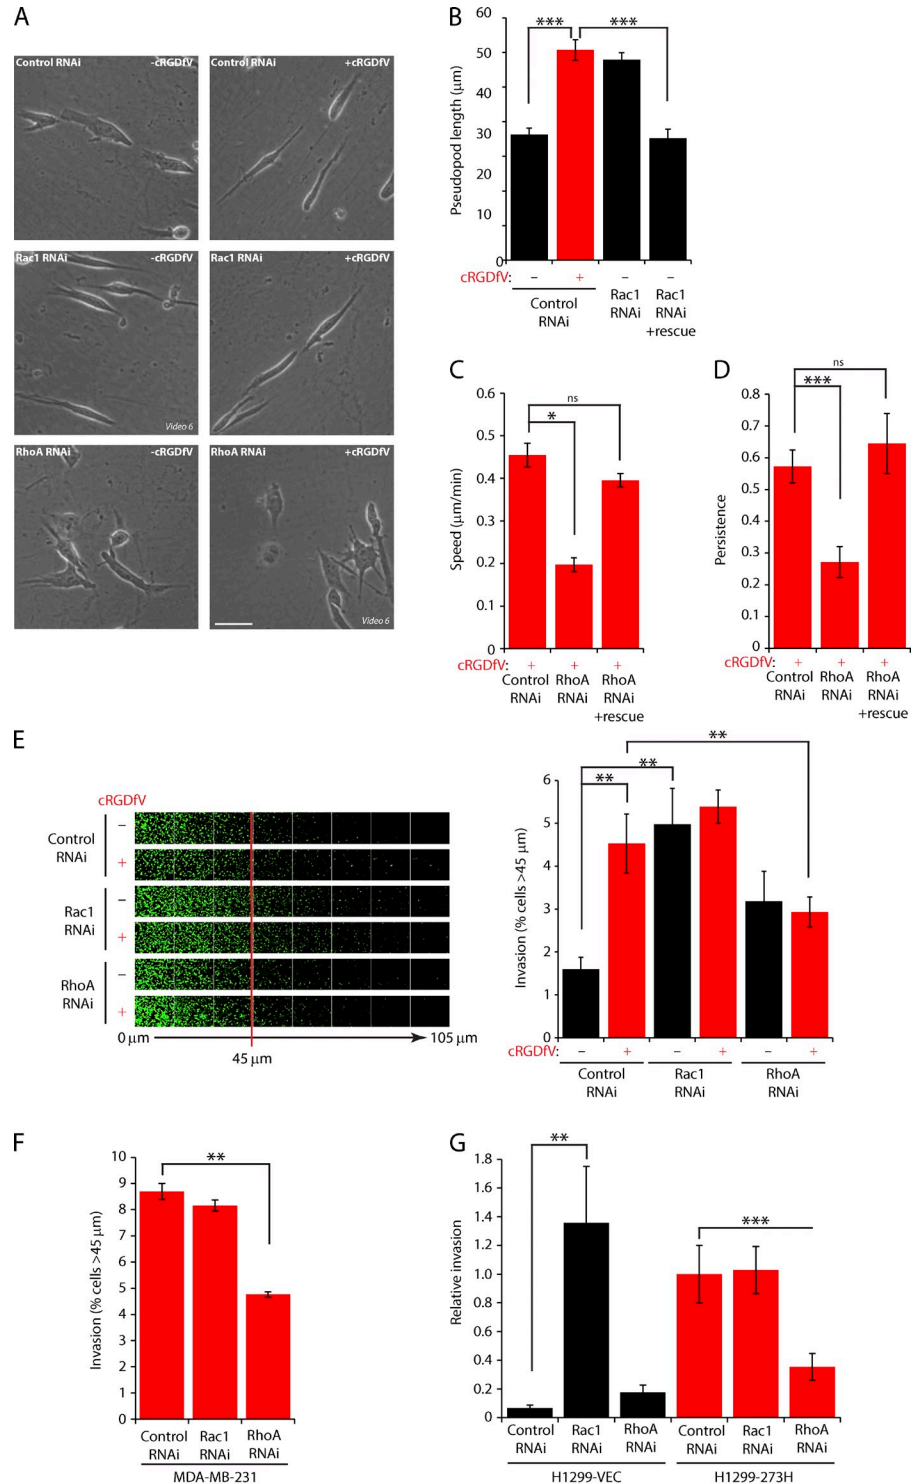 A
Control RNAi
-cRGDfV
Control RNAi
+cRGDfV
Rac1 RNAi
-cRGDfV
Video 6
Rac1 RNAi
+cRGDfV
RhoA RNAi
-cRGDfV
RhoA RNAi
+cRGDfV
Video 6
B
Pseudopod length (μm)
60
50
40
30
20
10
0
***
***
cRGDfV:
–
+
–
–
Control
RNAi
Rac1
RNAi
Rac1
RNAi
+rescue
C
Speed (μm/min)
0.6
0.5
0.4
0.3
0.2
0.1
0
ns
*
cRGDfV:
+
+
+
Control
RNAi
RhoA
RNAi
RhoA
RNAi
+rescue
D
Persistence
0.8
0.7
0.6
0.5
0.4
0.3
0.2
0.1
0
ns
***
cRGDfV:
+
+
+
Control
RNAi
RhoA
RNAi
RhoA
RNAi
+rescue
E
cRGDfV
Control
RNAi
–
+
Rac1
RNAi
–
+
RhoA
RNAi
–
+
0 μm
105 μm
45 μm
Invasion (% cells >45 μm)
6
5
4
3
2
1
0
**
**
**
cRGDfV:
–
+
–
+
–
+
Control
RNAi
Rac1
RNAi
RhoA
RNAi
F
Invasion (% cells >45 μm)
10
9
8
7
6
5
4
3
2
1
0
**
Control
RNAi
Rac1
RNAi
RhoA
RNAi
MDA-MB-231
G
Relative invasion
1.8
1.6
1.4
1.2
1.0
0.8
0.6
0.4
0.2
0
**
***
Control
RNAi
Rac1
RNAi
RhoA
RNAi
Control
RNAi
Rac1
RNAi
RhoA
RNAi
H1299-VEC
H1299-273H